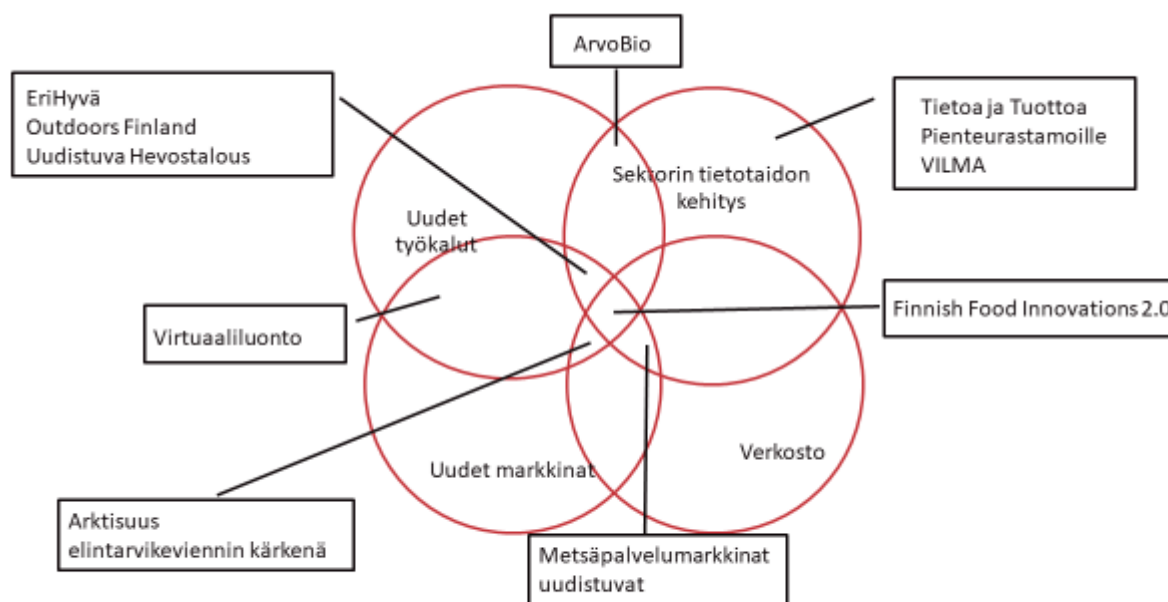 ArvoBio
EriHyvä
Outdoors Finland
Uudistuva Hevostalous
Tietoa ja Tuottoa
Pienteurastamoille
VILMA
Sektorin tietotaidon
kehitys
Uudet
työkalut
Virtuaaliluonto
Finnish Food Innovations 2.0
Verkosto
Uudet markkinat
Arktisuus
elintarvikeviennin kärkenä
Metsäpalvelumarkkinat
uudistuvat